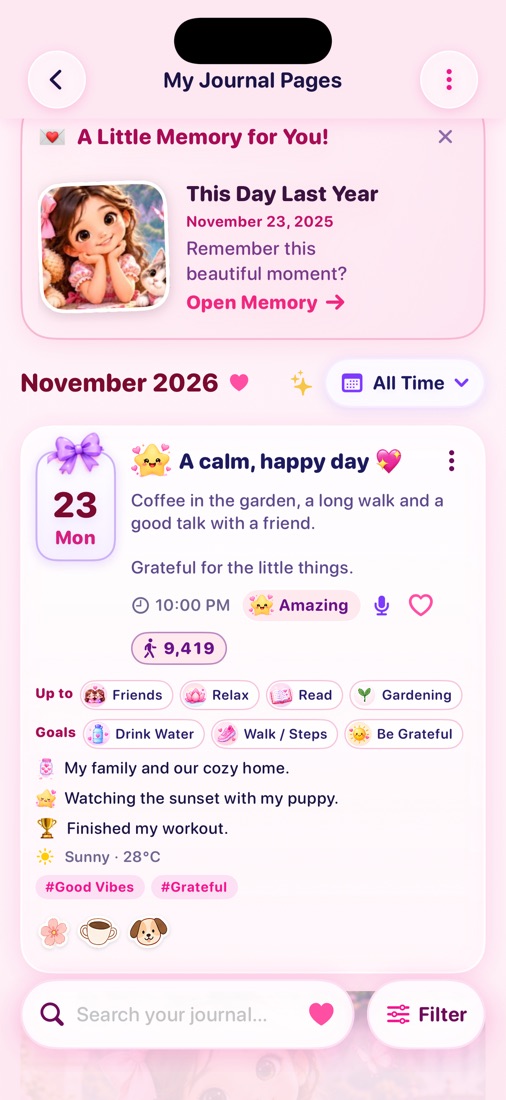 My Journal Pages
A Little Memory for You!
This Day Last Year
November 23, 2025
Remember this
beautiful moment?
Open Memory
November 2026
All Time
23
Mon
A calm, happy day
Coffee in the garden, a long walk and a
good talk with a friend.
Grateful for the little things.
10:00 PM
Amazing
9,419
Up to
Friends
Relax
Read
Gardening
Goals
Drink Water
Walk / Steps
Be Grateful
My family and our cozy home.
Watching the sunset with my puppy.
Finished my workout.
Sunny · 28°C
#Good Vibes
#Grateful
Search your journal...
Filter